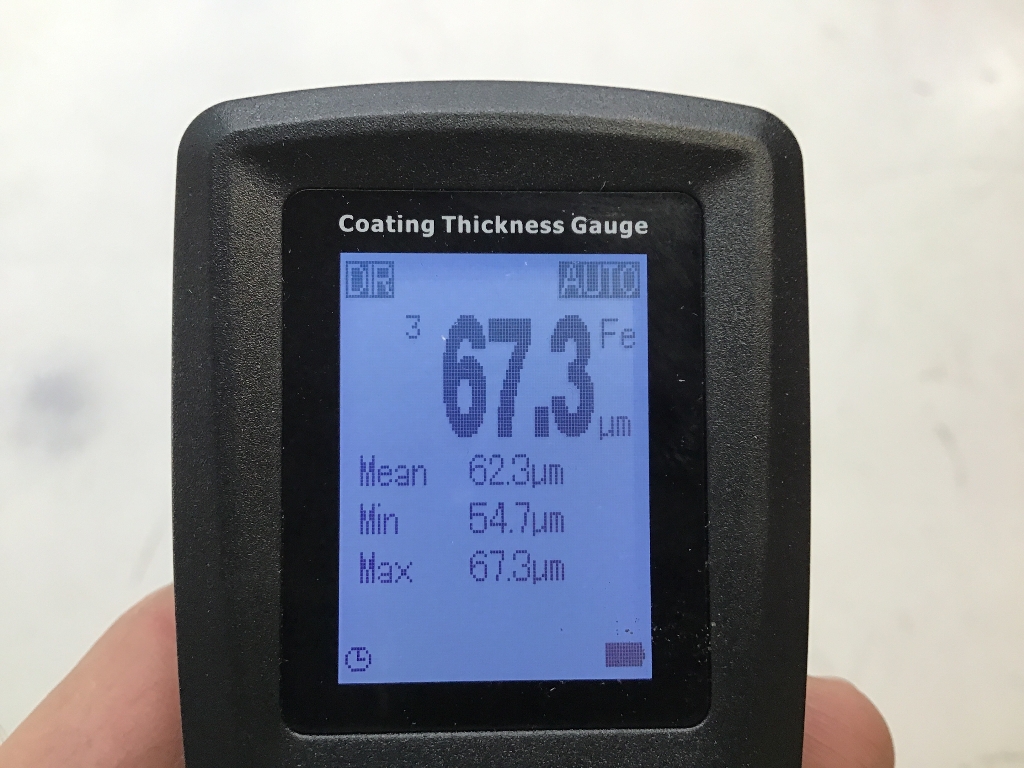 Coating Thickness Gauge
DIR AUTO
3 67.3 Fe
µm
Mean 62.3µm
Min 54.7µm
Max 67.3µm